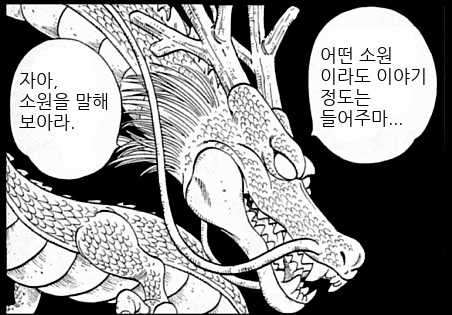 자아,
소원을 말해
보아라.
어떤 소원
이라도 이야기
정도는
들어주마...